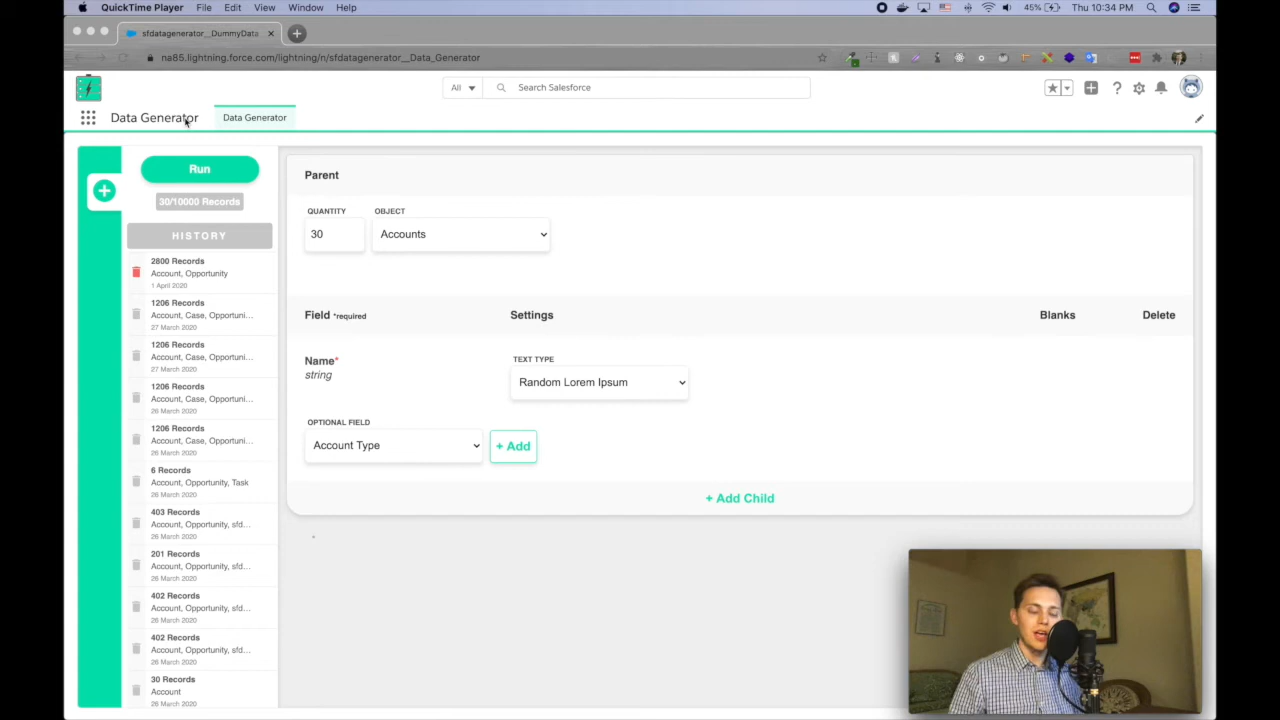 QuickTime Player File Edit View Window Help 45% Thu 10:34 PM
sfdatagenerator__DummyData
na85.lightning.force.com/lightning/n/sfdatagenerator__Data_Generator
All Search Salesforce
Data Generator Data Generator
Run
30/10000 Records
HISTORY
2800 Records
Account, Opportunity
1 April 2020
1206 Records
Account, Case, Opportuni...
27 March 2020
1206 Records
Account, Case, Opportuni...
27 March 2020
1206 Records
Account, Case, Opportuni...
26 March 2020
1206 Records
Account, Case, Opportuni...
26 March 2020
6 Records
Account, Opportunity, Task
26 March 2020
403 Records
Account, Opportunity, sfd...
26 March 2020
201 Records
Account, Opportunity, sfd...
26 March 2020
402 Records
Account, Opportunity, sfd...
26 March 2020
402 Records
Account, Opportunity, sfd...
26 March 2020
30 Records
Account
26 March 2020
Parent
QUANTITY OBJECT
30 Accounts
Field *required Settings Blanks Delete
Name* TEXT TYPE
string Random Lorem Ipsum
OPTIONAL FIELD
Account Type + Add
+ Add Child